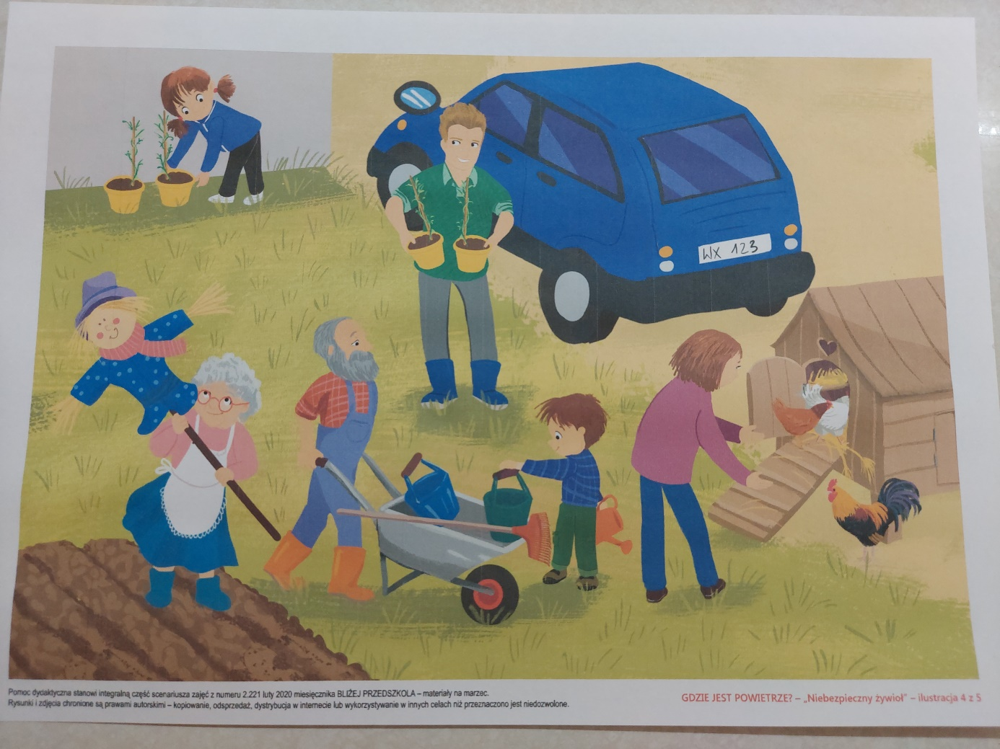 WX 123
Pomoc dydaktyczna stanowi integralną część scenariusza zajęć z numeru 2.221 luty 2020 miesięcznika BLIŻEJ PRZEDSZKOLA – materiały na marzec.
Rysunki i zdjęcia chronione są prawami autorskimi – kopiowanie, odsprzedaż, dystrybucja w internecie lub wykorzystywanie w innych celach niż przeznaczono jest niedozwolone.
GDZIE JEST POWIETRZE? – „Niebezpieczny żywioł” – ilustracja 4 z 5